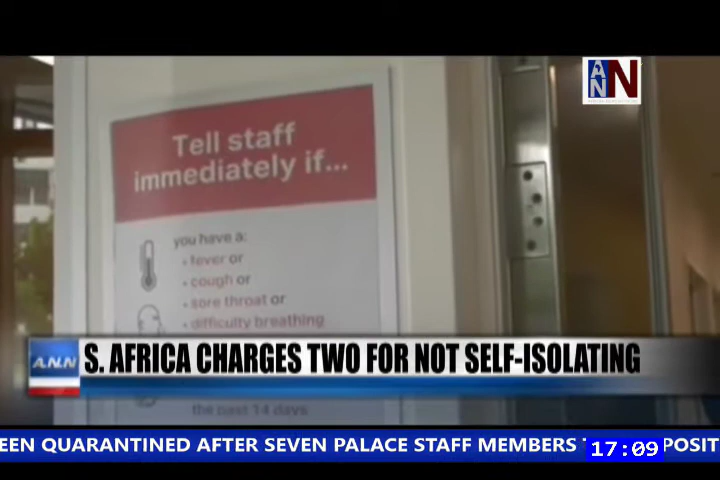 ANN
Tell staff
immediately if...
you have a:
• fever or
• cough or
• sore throat or
• difficulty breathing
the past 14 days
A.N.N
S. AFRICA CHARGES TWO FOR NOT SELF-ISOLATING
EEN QUARANTINED AFTER SEVEN PALACE STAFF MEMBERS
17:09
POSIT